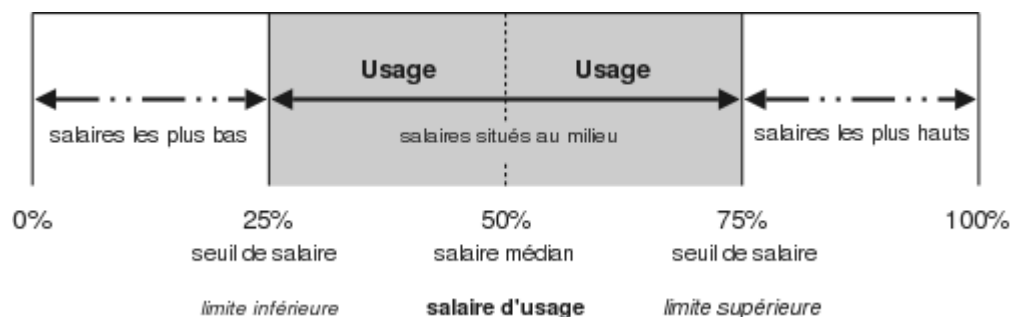 Usage Usage
salaires les plus bas salaires situés au milieu salaires les plus hauts
0% 25% 50% 75% 100%
seuil de salaire salaire médian seuil de salaire
limite inférieure salaire d'usage limite supérieure